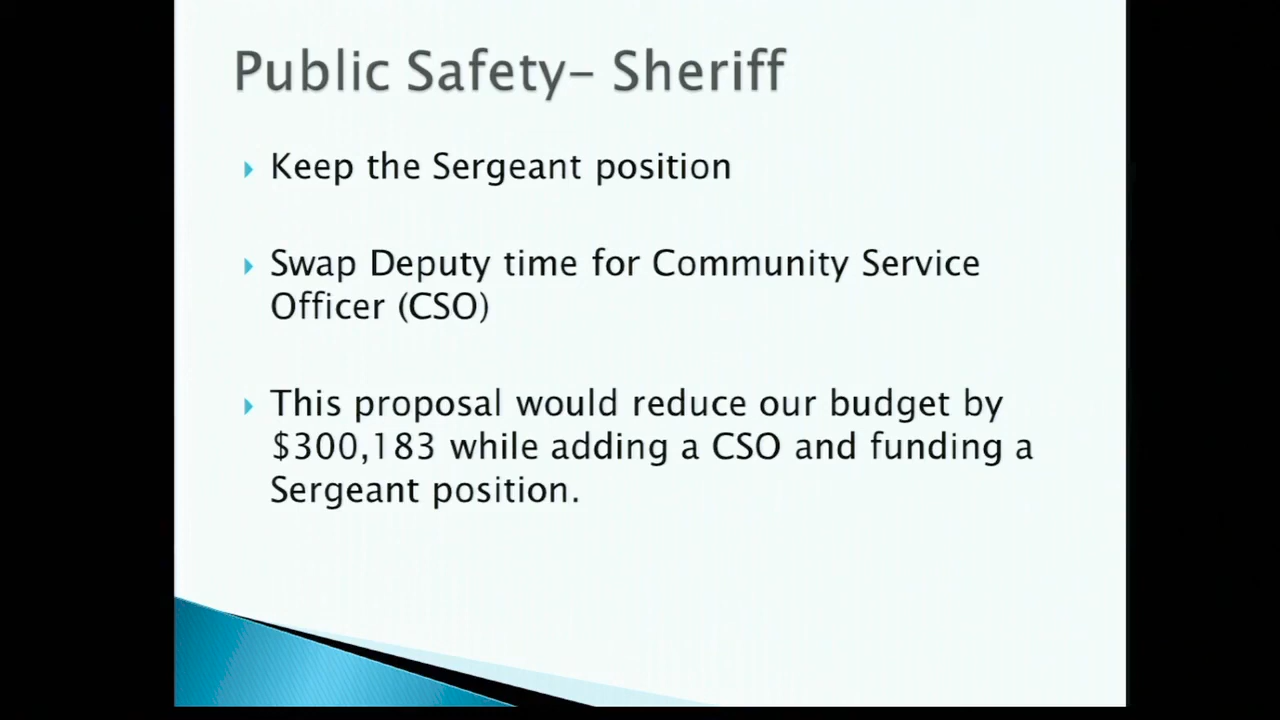 Public Safety- Sheriff
Keep the Sergeant position
Swap Deputy time for Community Service
Officer (CSO)
This proposal would reduce our budget by
$300,183 while adding a CSO and funding a
Sergeant position.